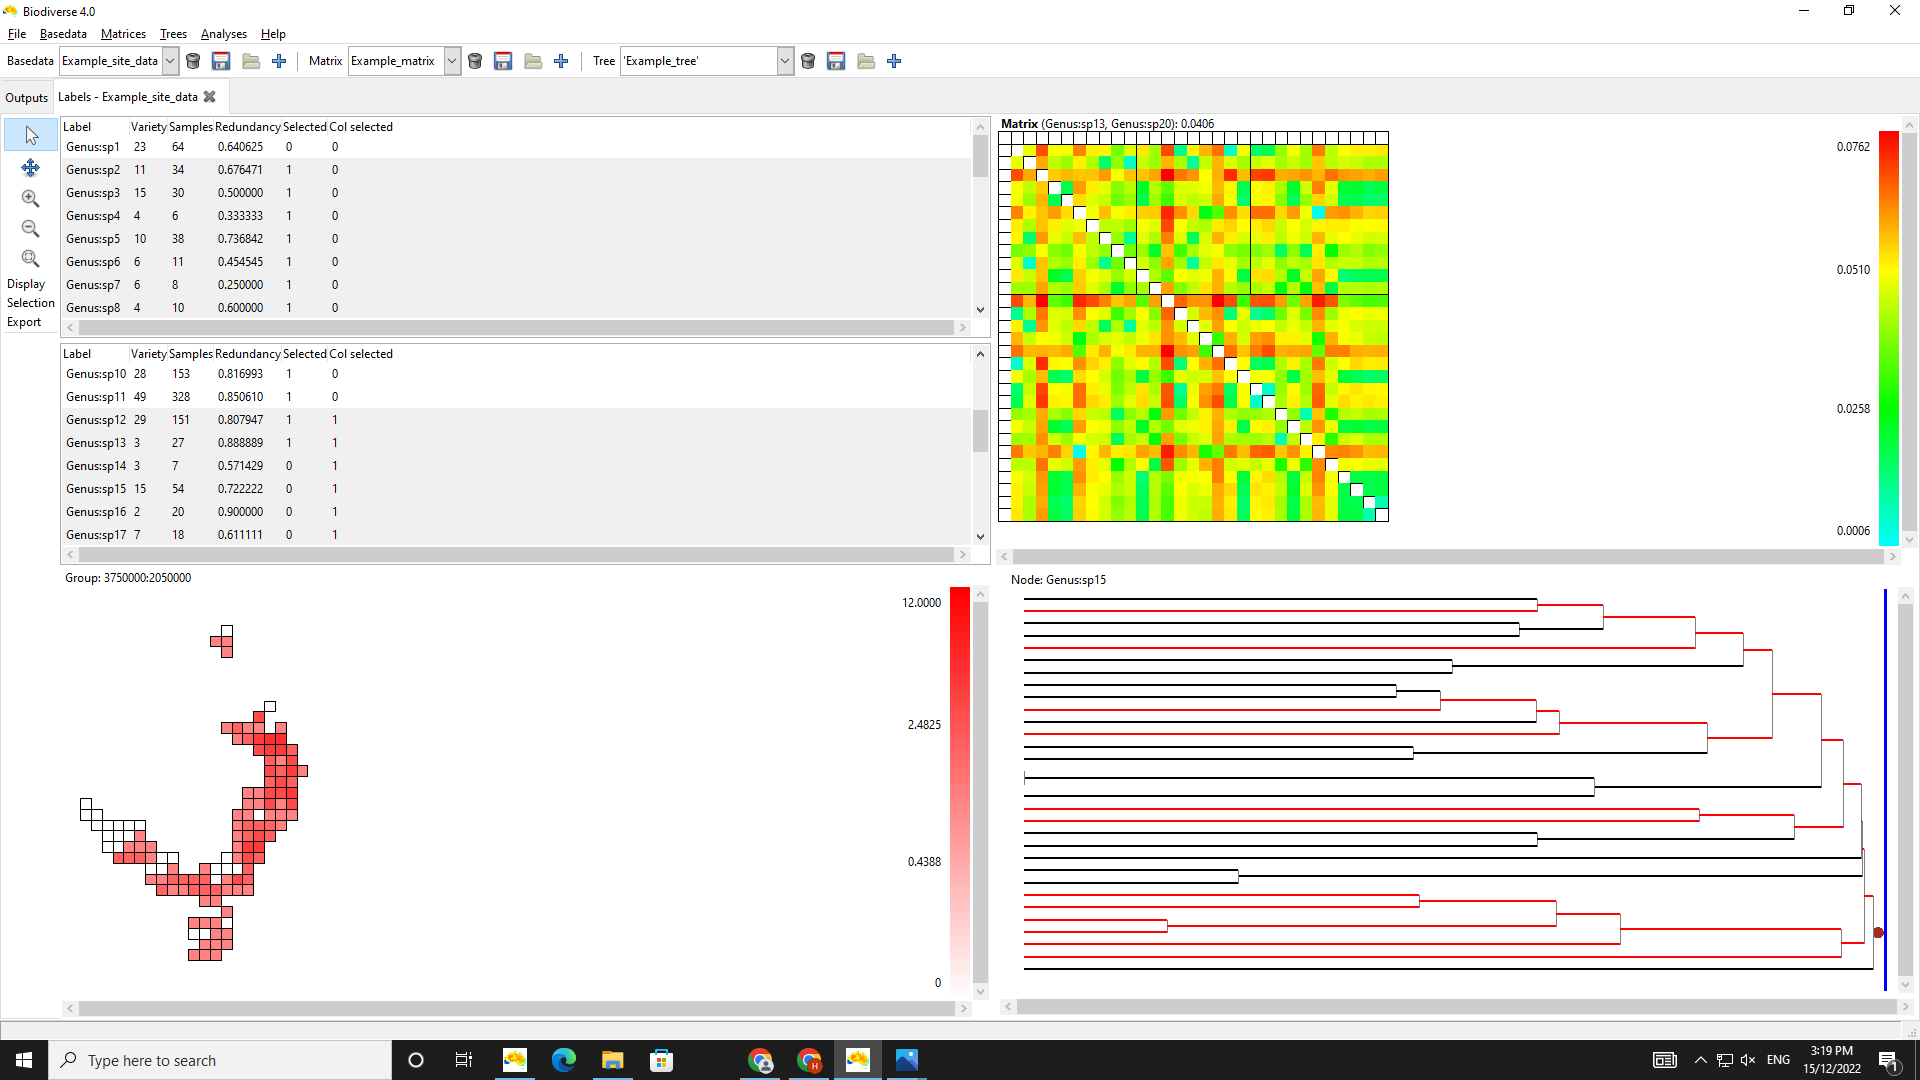 Biodiverse 4.0
File Basedata Matrices Trees Analyses Help
Basedata Example_site_data Matrix Example_matrix Tree 'Example_tree'
Outputs Labels - Example_site_data
Label Variety Samples Redundancy Selected Col selected
Genus:sp1 23 64 0.640625 0 0
Genus:sp2 11 34 0.676471 1 0
Genus:sp3 15 30 0.500000 1 0
Genus:sp4 4 6 0.333333 1 0
Genus:sp5 10 38 0.736842 1 0
Genus:sp6 6 11 0.454545 1 0
Genus:sp7 6 8 0.250000 1 0
Genus:sp8 4 10 0.600000 1 0
Display
Selection
Export
Label Variety Samples Redundancy Selected Col selected
Genus:sp10 28 153 0.816993 1 0
Genus:sp11 49 328 0.850610 1 0
Genus:sp12 29 151 0.807947 1 1
Genus:sp13 3 27 0.888889 1 1
Genus:sp14 3 7 0.571429 0 1
Genus:sp15 15 54 0.722222 0 1
Genus:sp16 2 20 0.900000 0 1
Genus:sp17 7 18 0.611111 0 1
Matrix (Genus:sp13, Genus:sp20): 0.0406
0.0762
0.0510
0.0258
0.0006
Group: 3750000:2050000
12.0000
2.4825
0.4388
0
Node: Genus:sp15
Type here to search
H
ENG
3:19 PM
15/12/2022
1